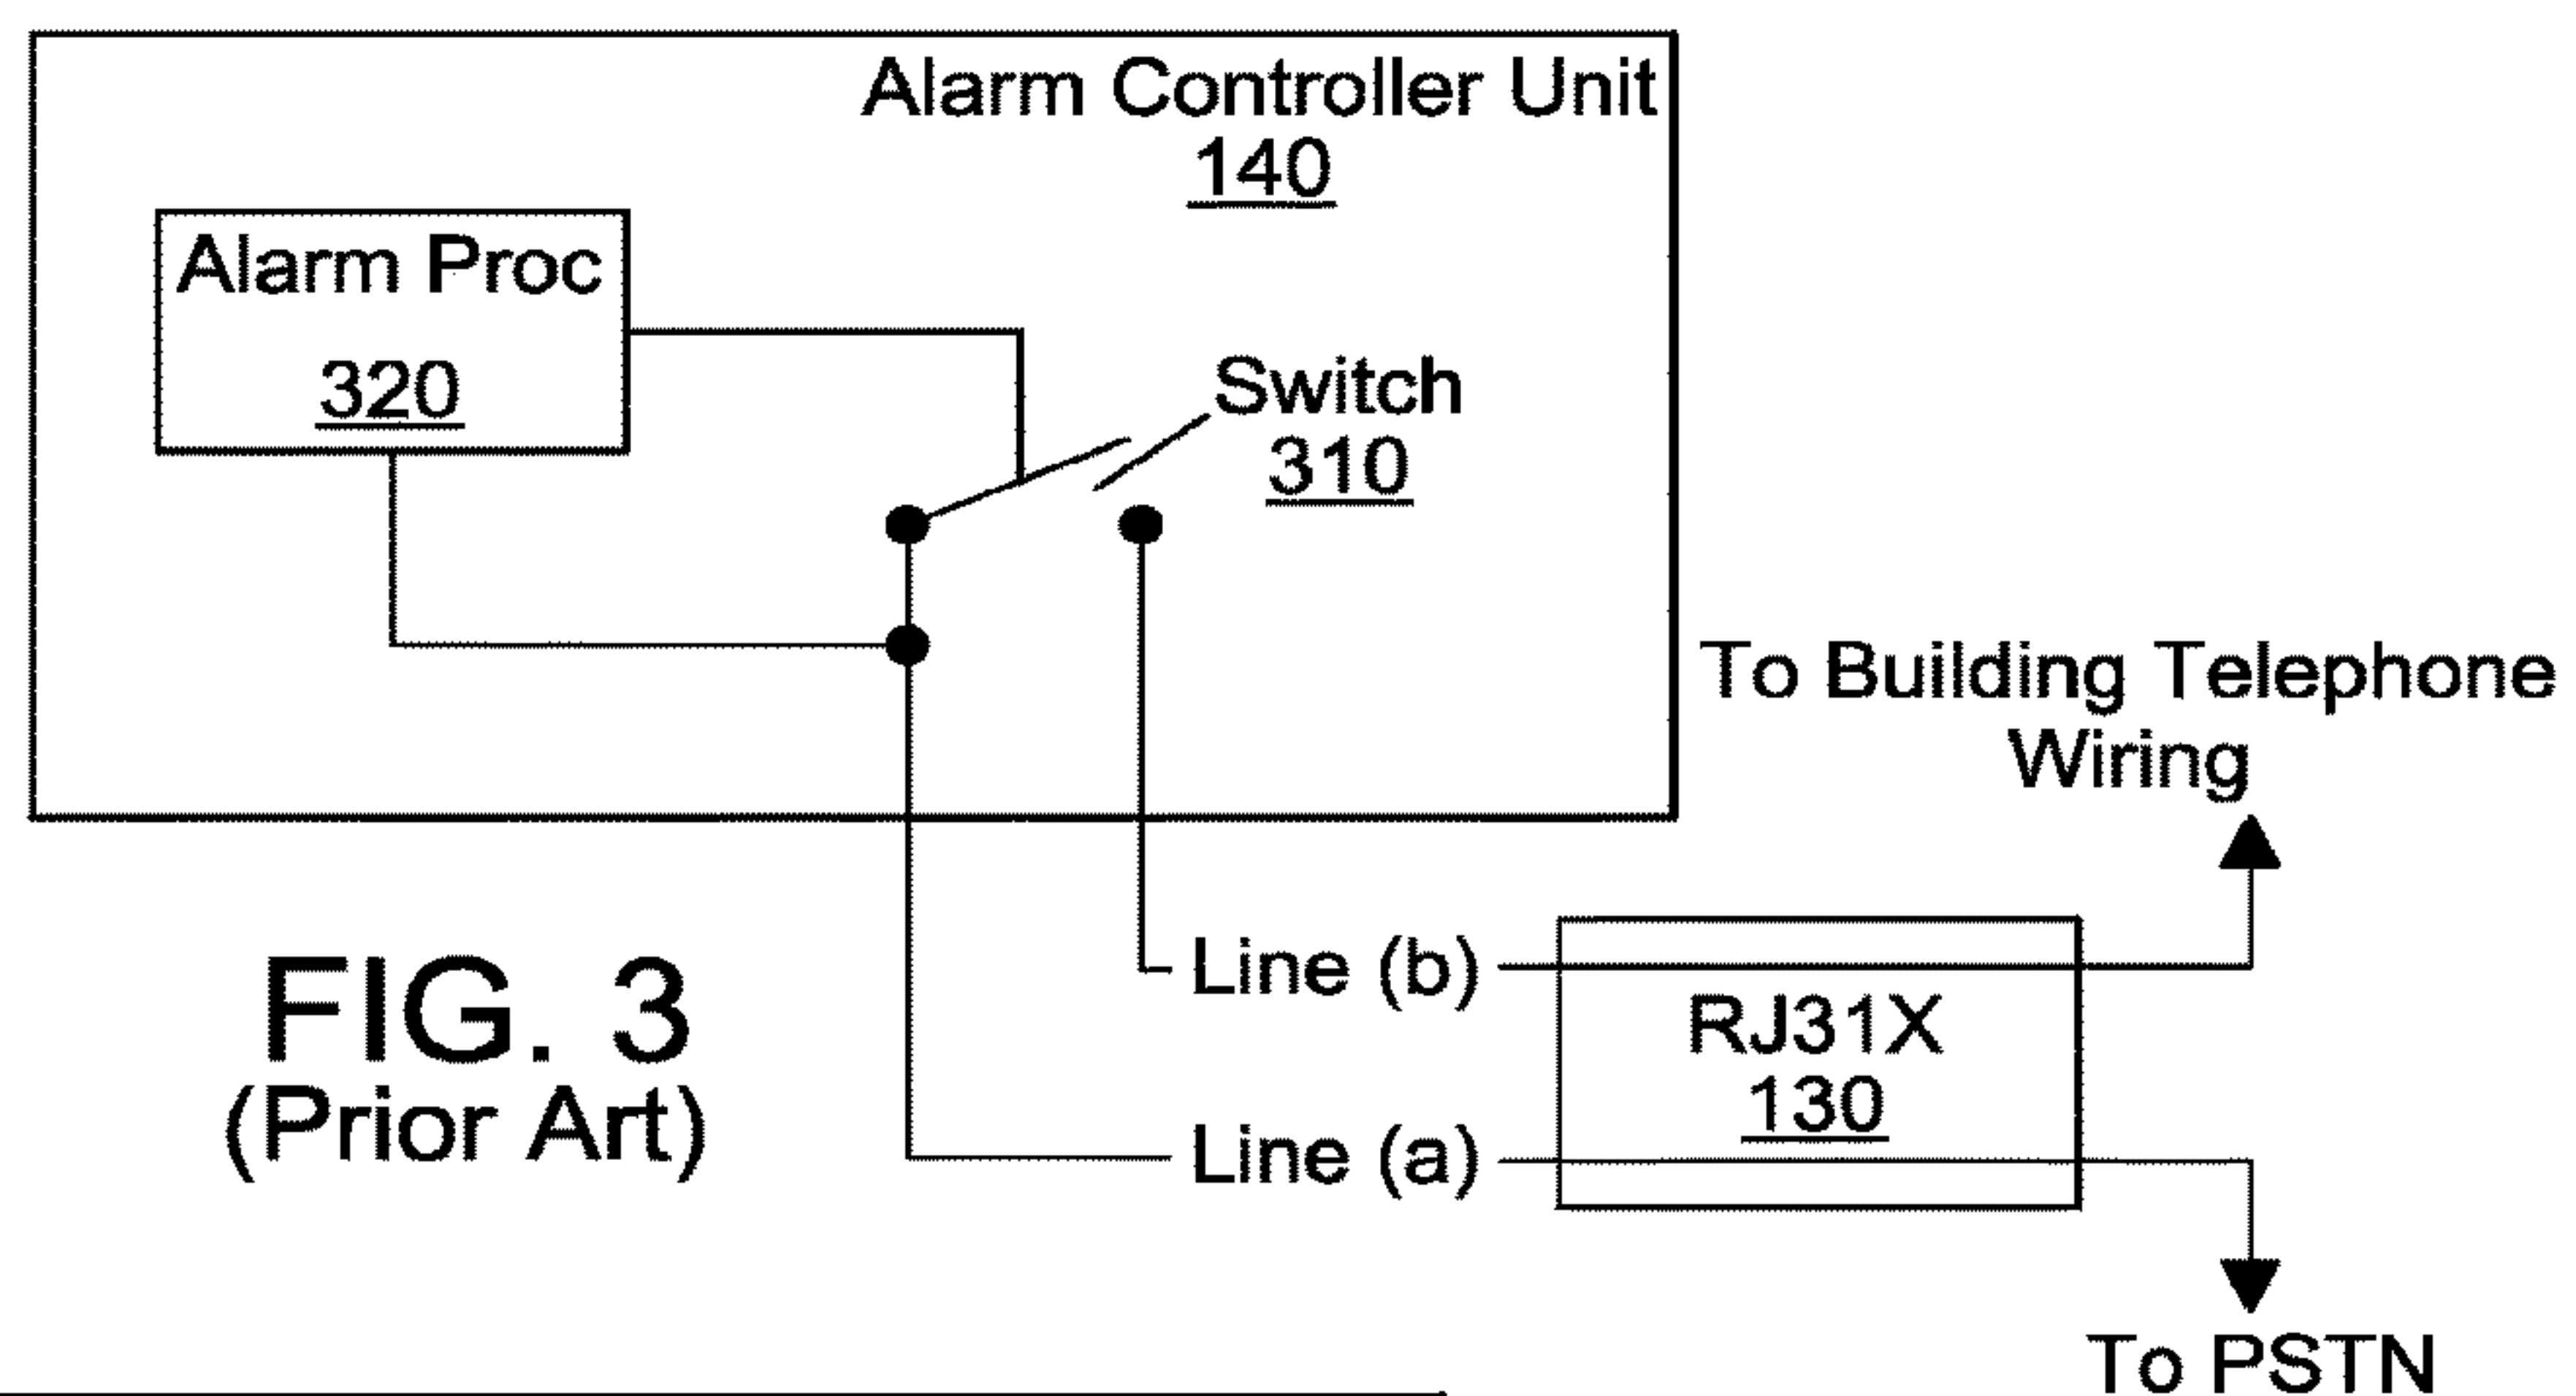 Alarm Controller Unit
140
Alarm Proc
320
Switch
310
To Building Telephone
Wiring
Line (b)
RJ31X
130
Line (a)
FIG. 3
(Prior Art)
To PSTN